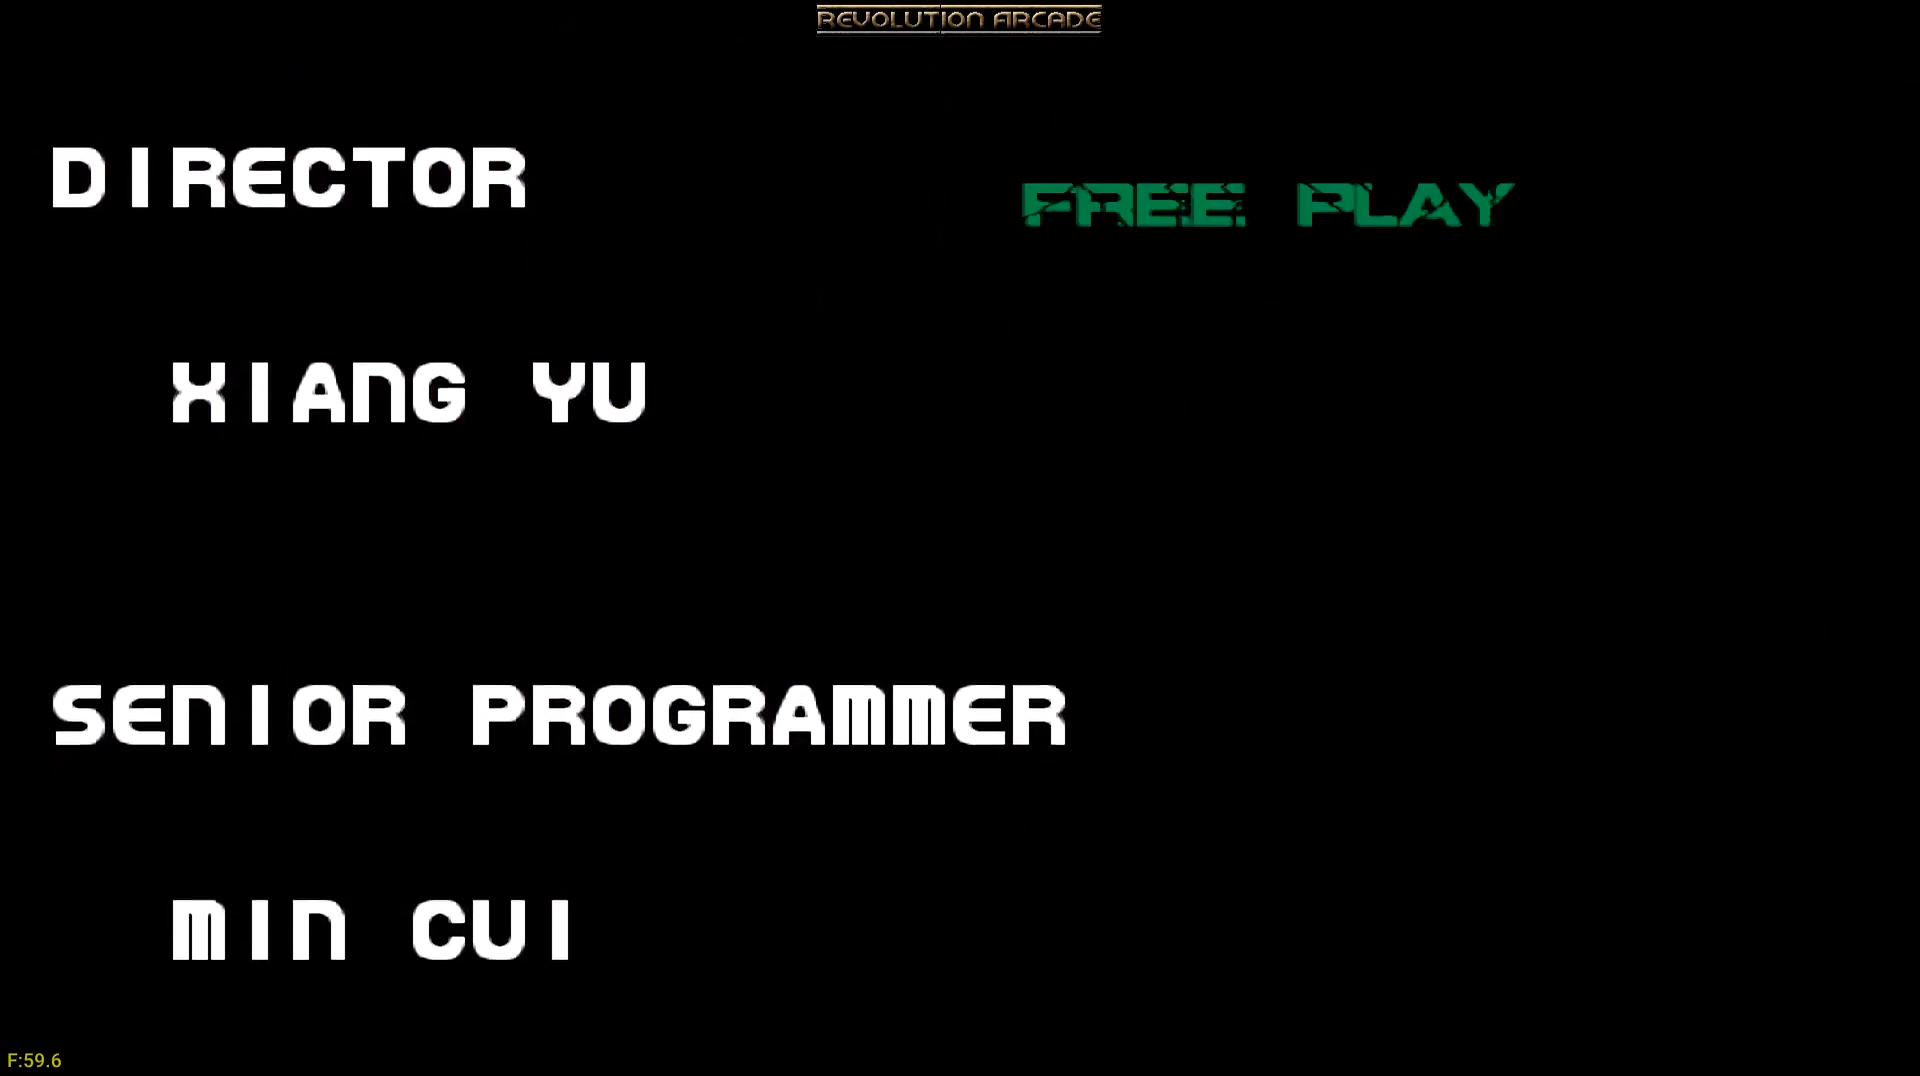 REVOLUTION ARCADE
DIRECTOR
FREE PLAY
XIANG YU
SENIOR PROGRAMMER
MIN CUI
F:59.6